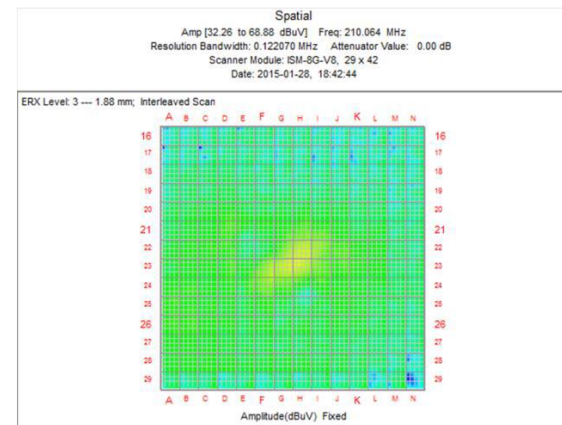 Spatial
Amp [32.26 to 68.88 dBuV] Freq: 210.064 MHz
Resolution Bandwidth: 0.122070 MHz Attenuator Value: 0.00 dB
Scanner Module: ISM-8G-V8, 29 x 42
Date: 2015-01-28, 18:42:44
ERX Level: 3 --- 1.88 mm; Interleaved Scan
A B C D E F G H I J K L M N
16 16
17 17
18 18
19 19
20 20
21 21
22 22
23 23
24 24
25 25
26 26
27 27
28 28
29 29
A B C D E F G H I J K L M N
Amplitude(dBuV) Fixed